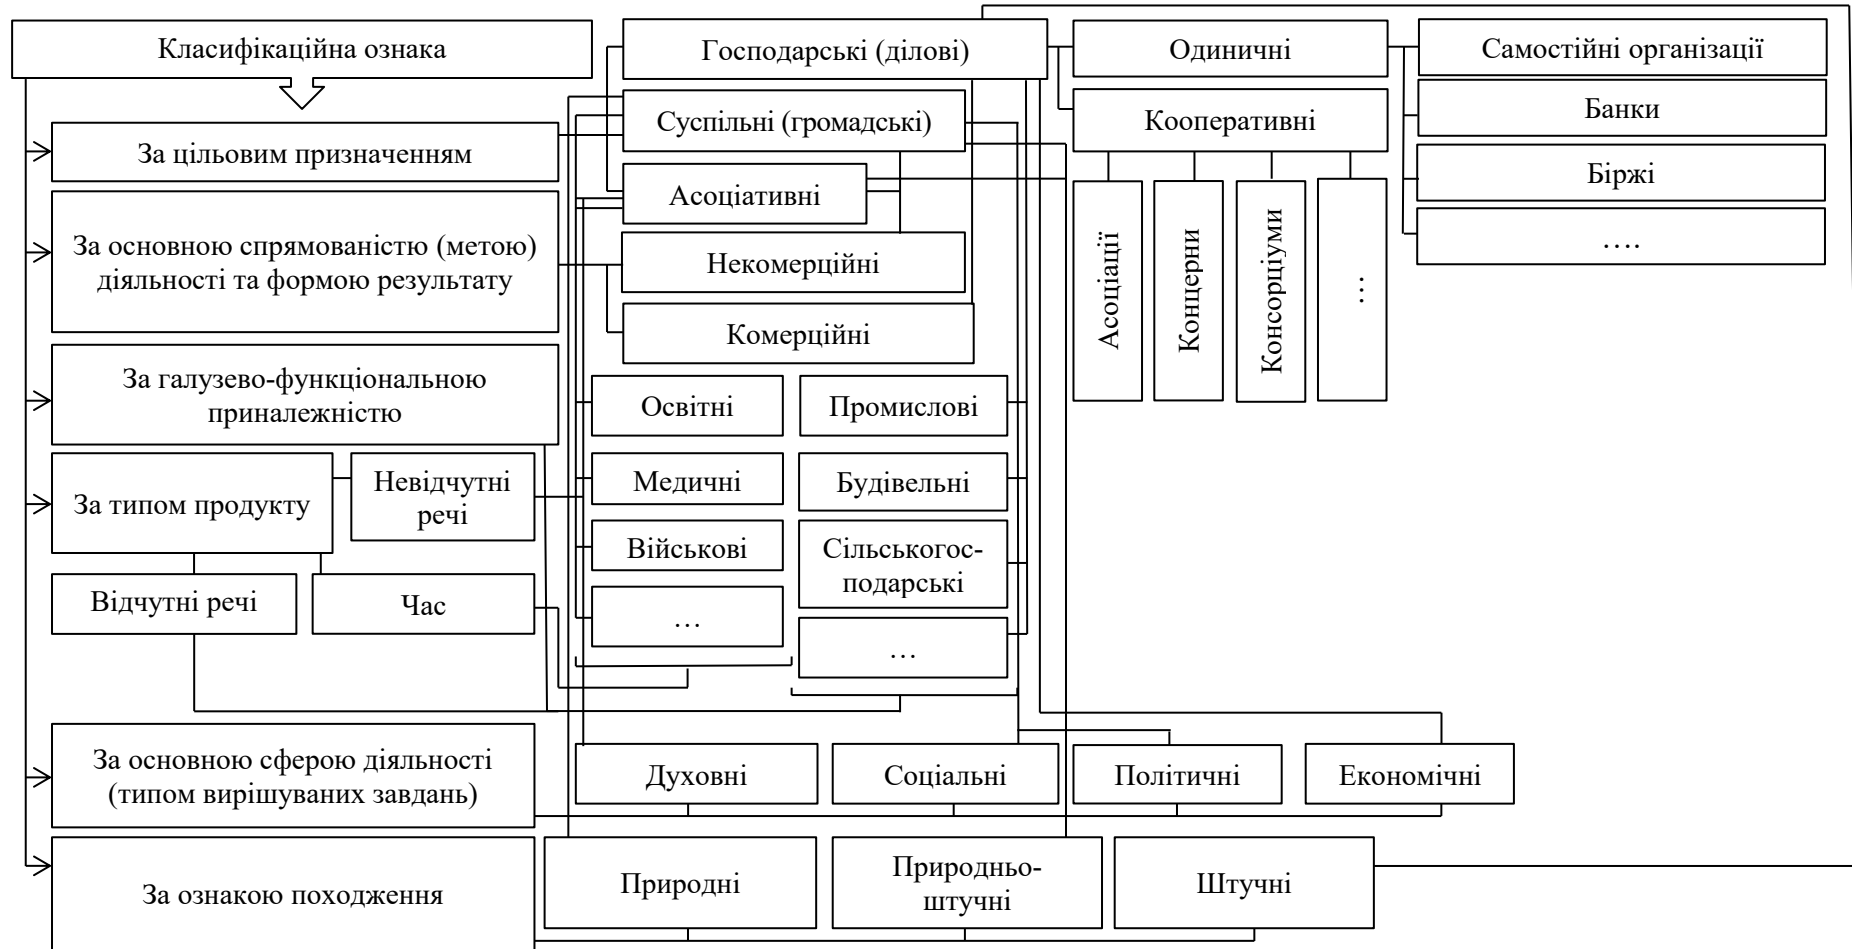 Класифікаційна ознака
Господарські (ділові)
Одиничні
Самостійні організації
Суспільні (громадські)
Кооперативні
Банки
За цільовим призначенням
Асоціативні
Біржі
За основною спрямованістю (метою)
діяльності та формою результату
Некомерційні
….
Комерційні
Асоціації
Концерни
Консорціуми
…
За галузево-функціональною
приналежністю
Освітні
Промислові
За типом продукту
Невідчутні
речі
Медичні
Будівельні
Військові
Сільськогос-
подарські
Відчутні речі
Час
…
…
За основною сферою діяльності
(типом вирішуваних завдань)
Духовні
Соціальні
Політичні
Економічні
За ознакою походження
Природні
Природньо-
штучні
Штучні